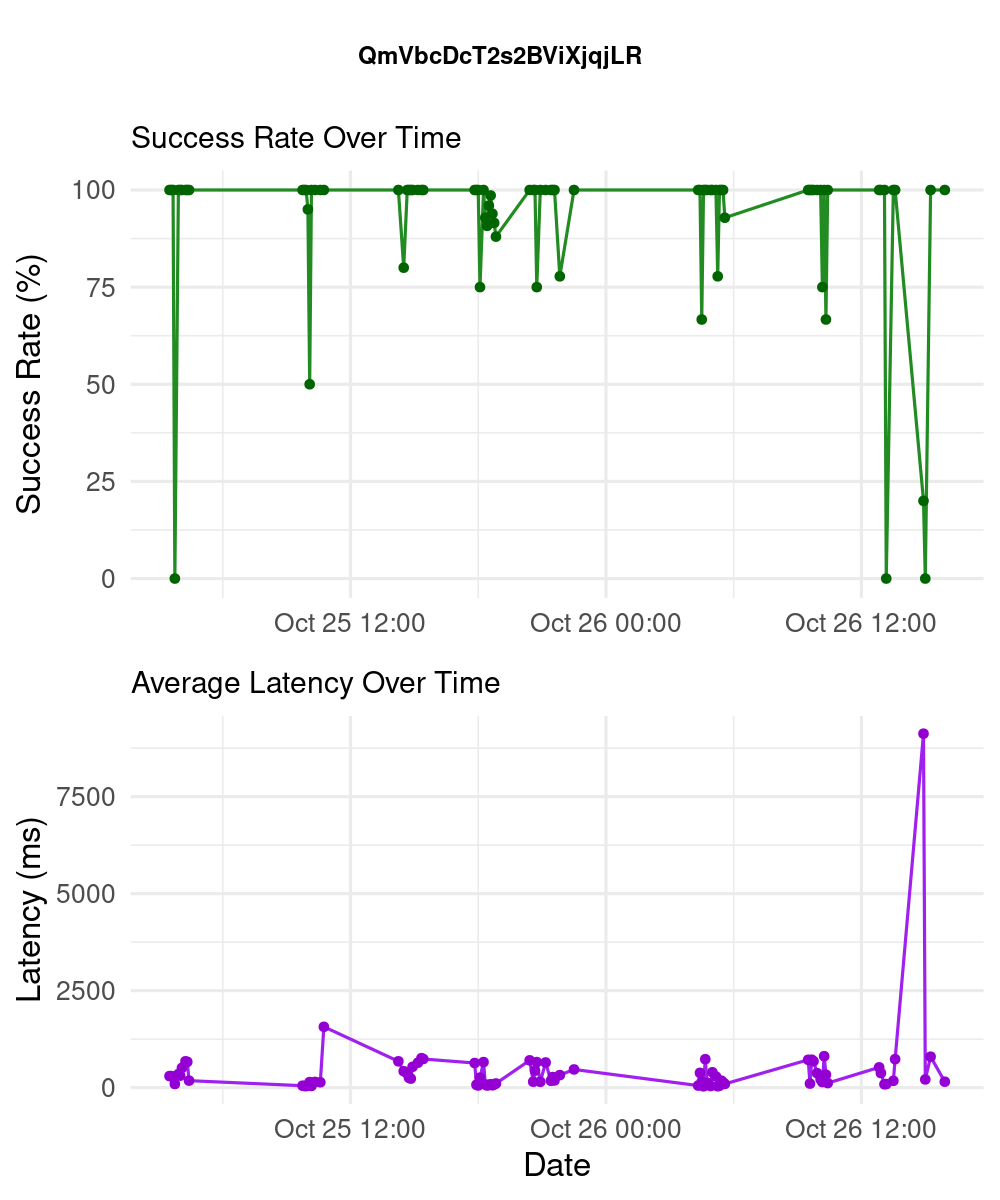 QmVbcDcT2s2BViXjqjLR
Success Rate Over Time
Success Rate (%)
100
75
50
25
0
Oct 25 12:00 Oct 26 00:00 Oct 26 12:00
Average Latency Over Time
Latency (ms)
7500
5000
2500
0
Oct 25 12:00 Oct 26 00:00 Oct 26 12:00
Date